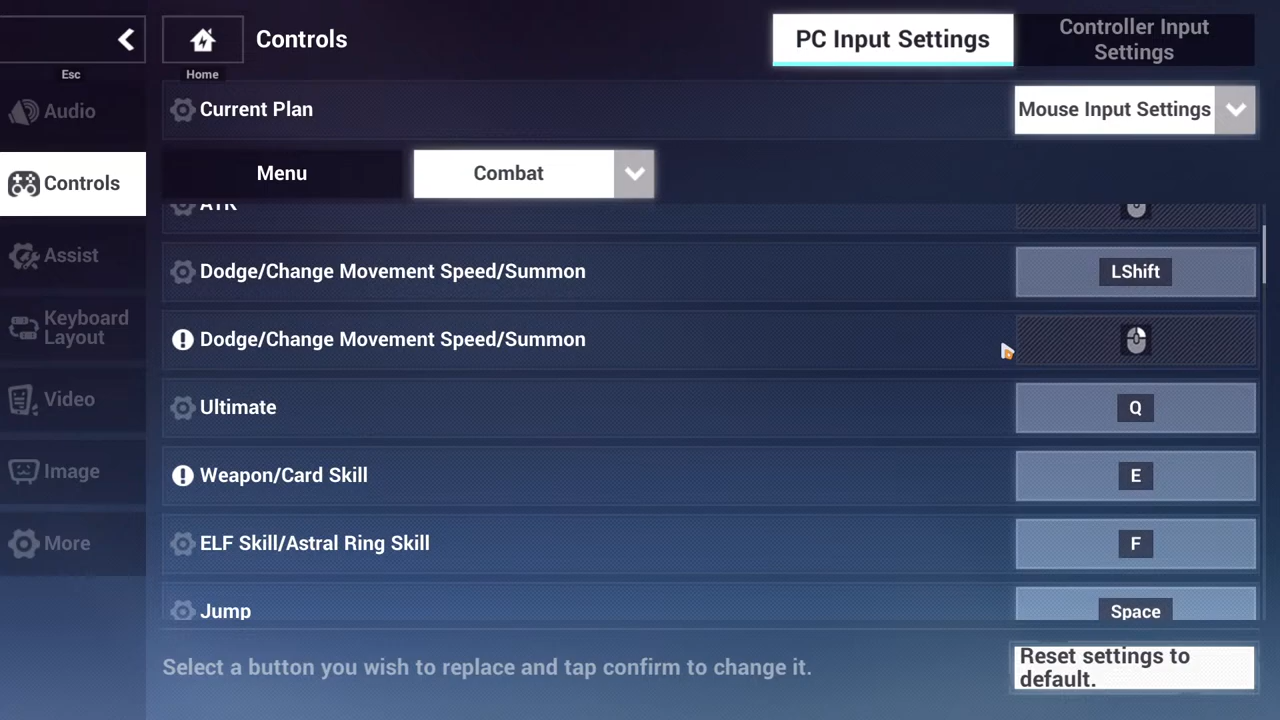 Controls
PC Input Settings
Controller Input
Settings
Esc
Home
Audio
Current Plan
Mouse Input Settings
Controls
Menu
Combat
ATK
Assist
Dodge/Change Movement Speed/Summon
LShift
Keyboard
Layout
Dodge/Change Movement Speed/Summon
Video
Ultimate
Q
Image
Weapon/Card Skill
E
More
ELF Skill/Astral Ring Skill
F
Jump
Space
Select a button you wish to replace and tap confirm to change it.
Reset settings to
default.